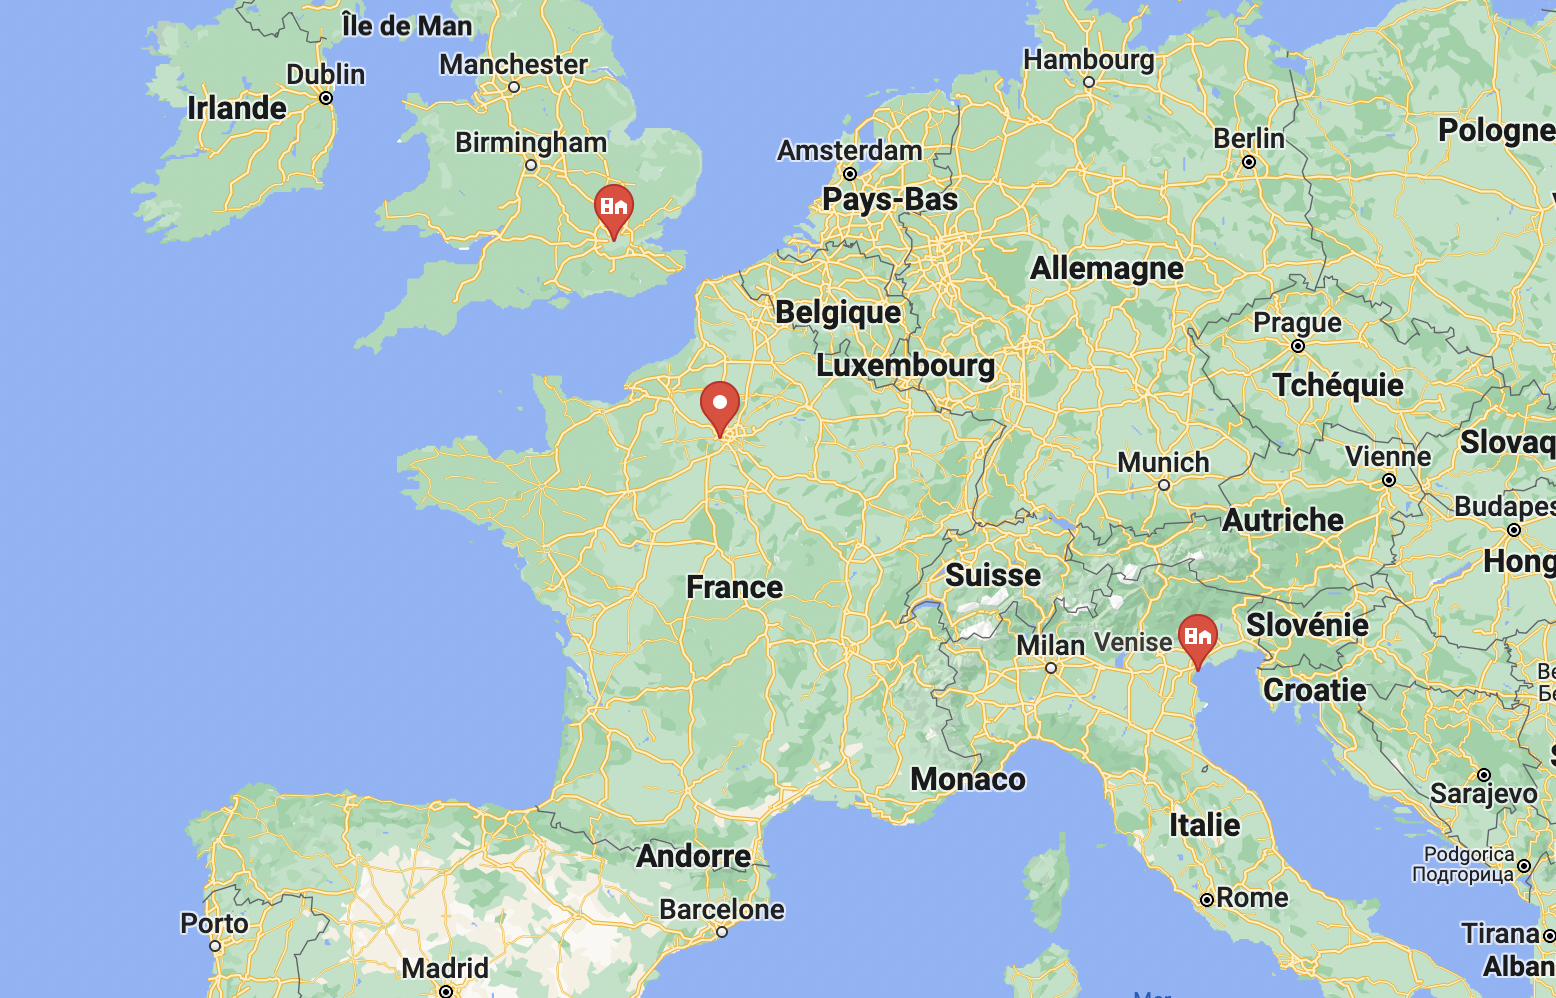 Île de Man
Manchester
Hambourg
Dublin
Irlande
Pologne
Birmingham
Berlin
Amsterdam
Pays-Bas
Allemagne
Belgique
Prague
Luxembourg
Tchéquie
Slovaq
Vienne
Munich
Budapes
Autriche
Hong
Suisse
France
Slovénie
Milan
Venise
Croatie
Monaco
Sarajevo
Italie
Andorre
Podgorica
Подгорица
Rome
Barcelone
Porto
Tirana
Madrid
Alban